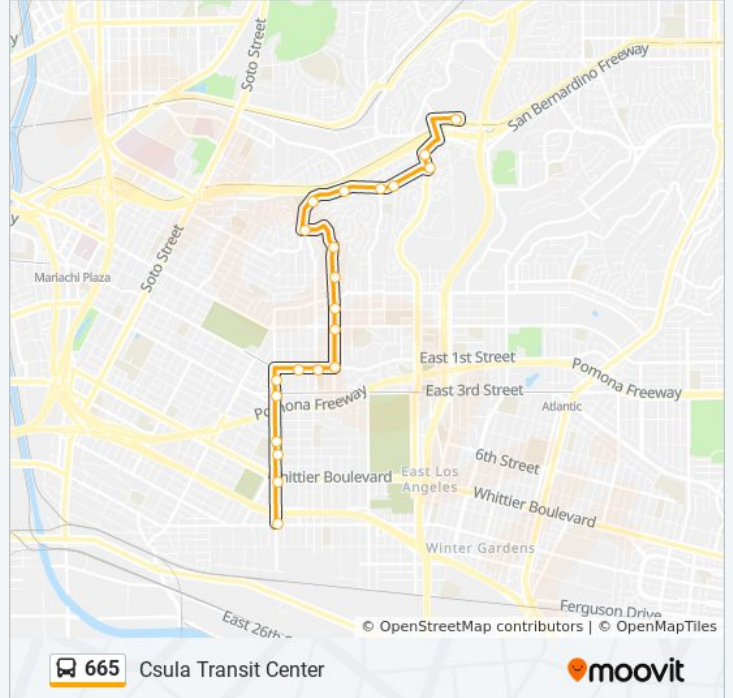 Soto Street
San Bernardino Freeway
Soto Street
Mariachi Plaza
East 1st Street
Pomona Freeway
Pomona Freeway
East 3rd Street
Atlantic
6th Street
Whittier Boulevard
East Los
Angeles
Whittier Boulevard
Winter Gardens
Ferguson Drive
East 26th
© OpenStreetMap contributors | © OpenMapTiles
665 Csula Transit Center
moovit